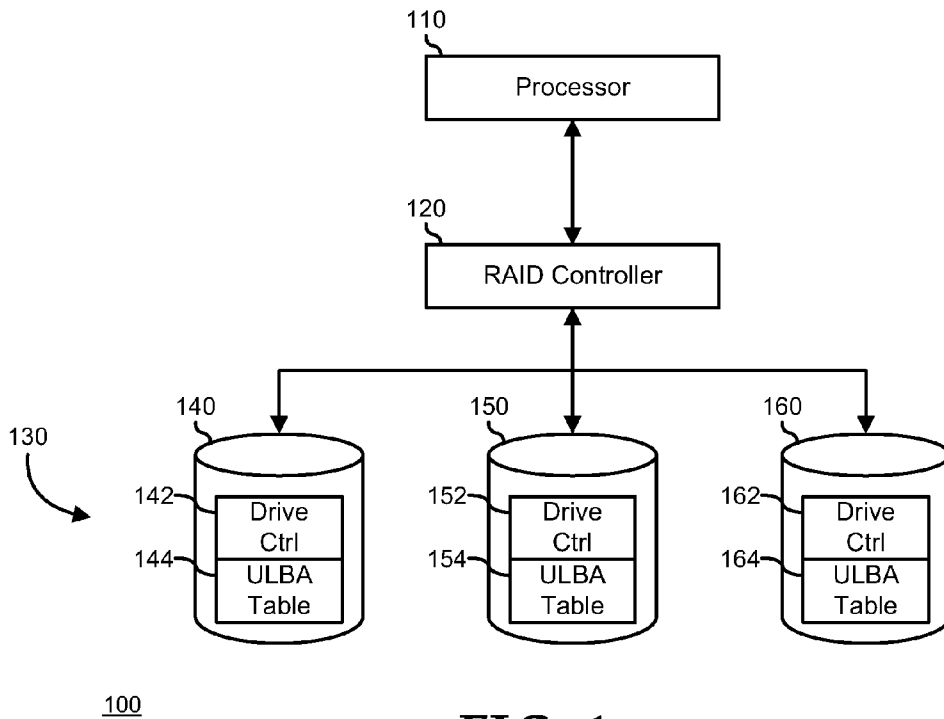 110
Processor
120
RAID Controller
130
140
150
160
142
Drive
Ctrl
144
ULBA
Table
152
Drive
Ctrl
154
ULBA
Table
162
Drive
Ctrl
164
ULBA
Table
100